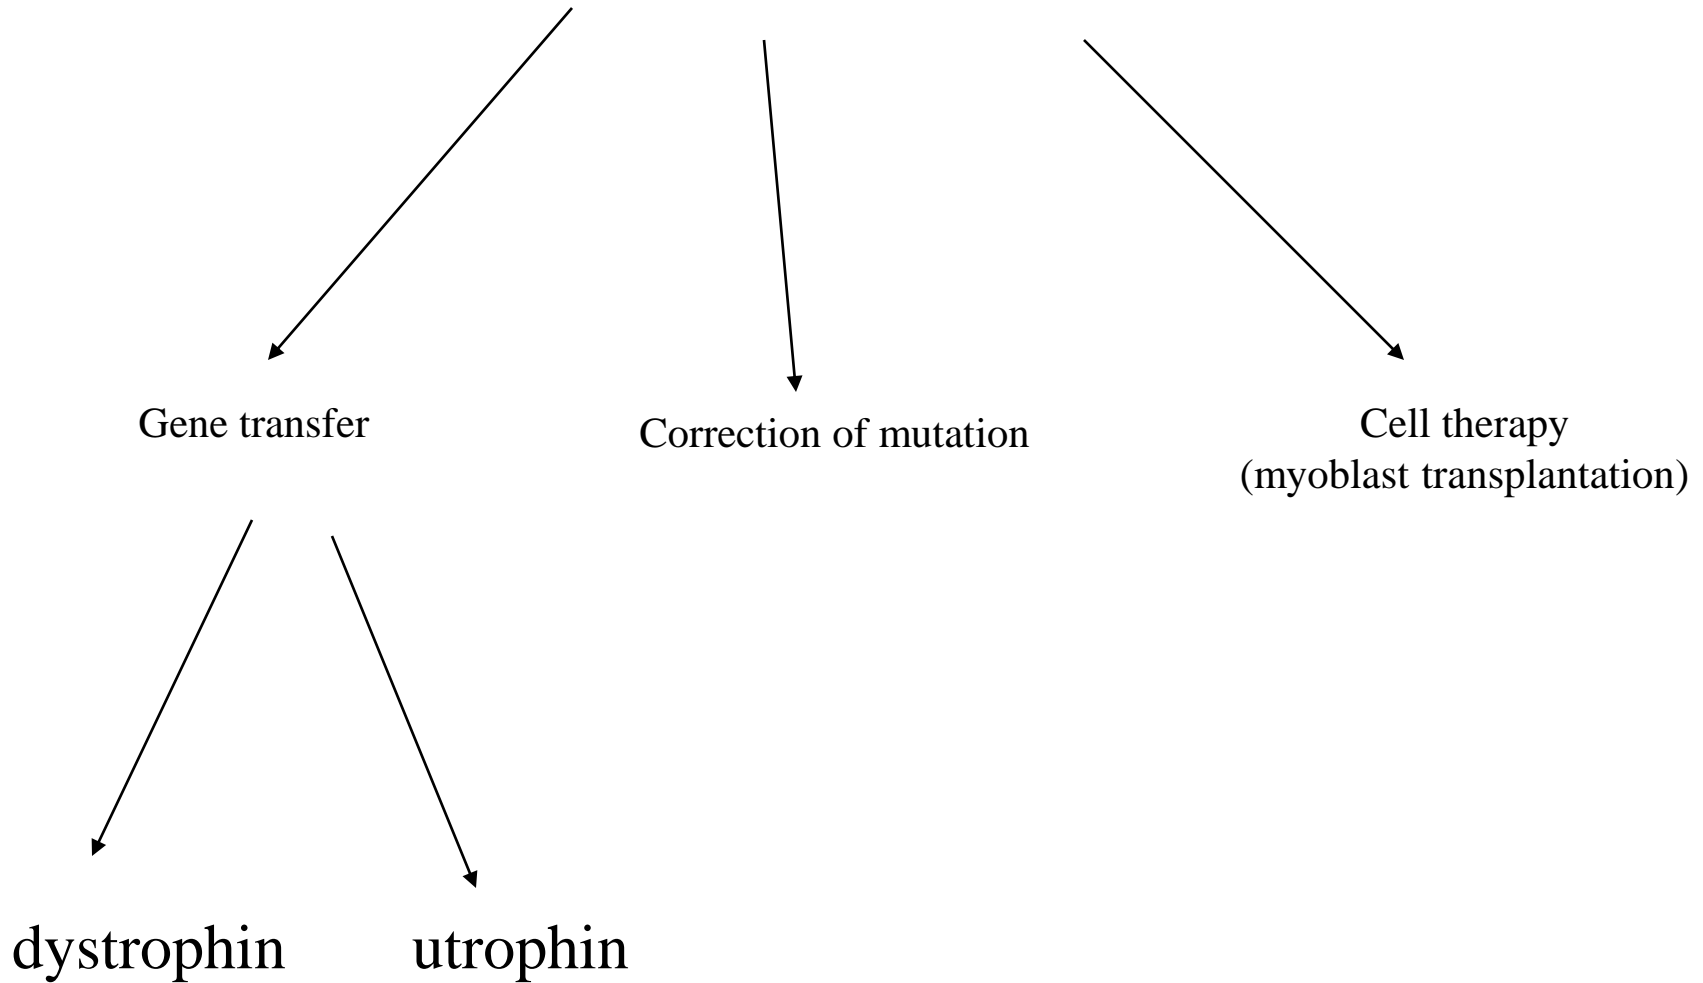 Gene transfer
Correction of mutation
Cell therapy
(myoblast transplantation)
dystrophin
utrophin